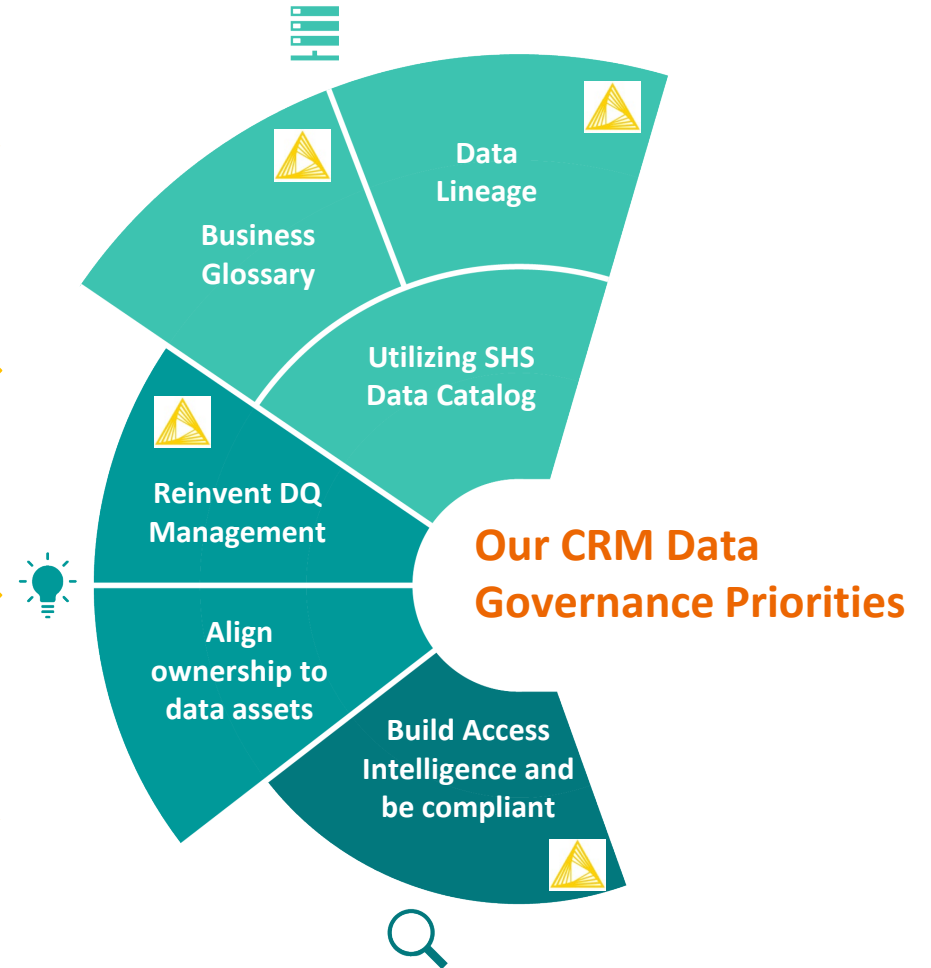 Data
Lineage
Business
Glossary
Utilizing SHS
Data Catalog
Reinvent DQ
Management
Our CRM Data
Governance Priorities
Align
ownership to
data assets
Build Access
Intelligence and
be compliant